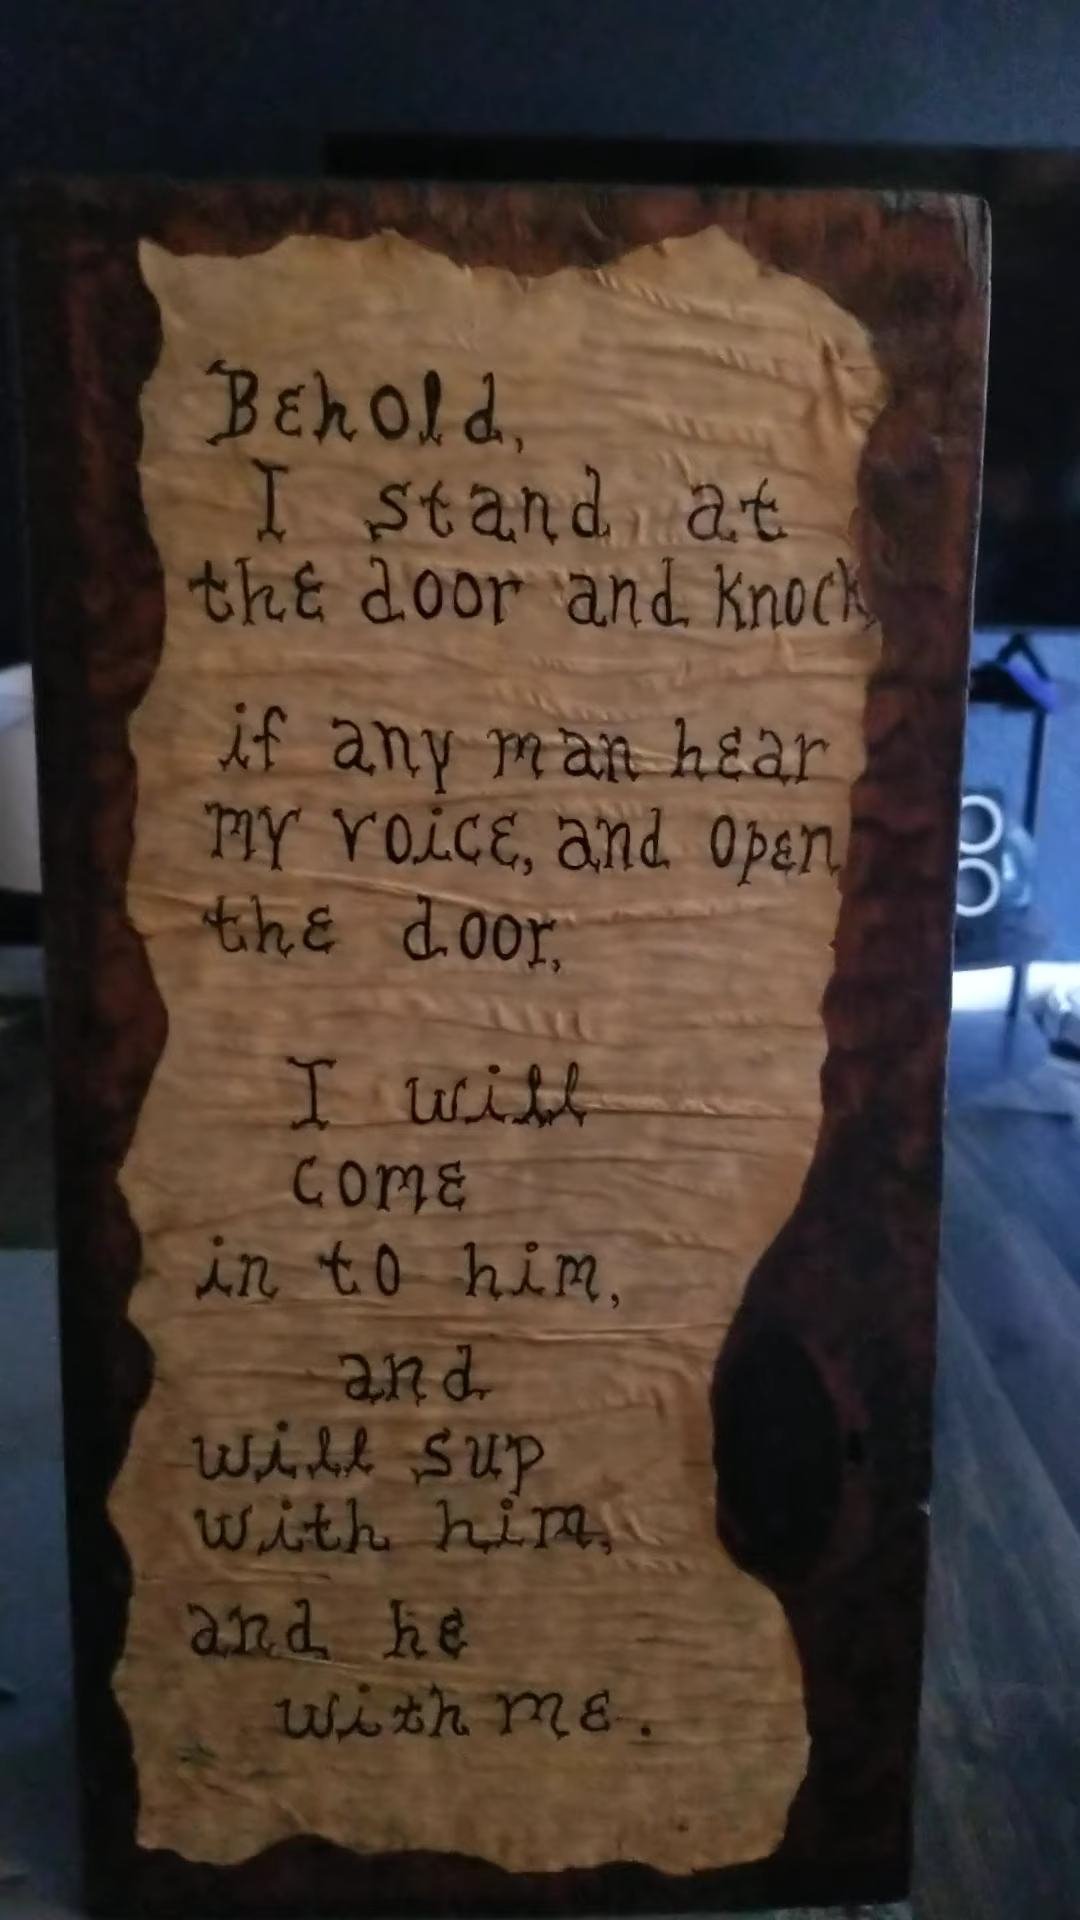 Behold,
I stand at
the door and knock,
if any man hear
my voice, and open
the door,
I will
come
in to him,
and
will sup
with him,
and he
with me.